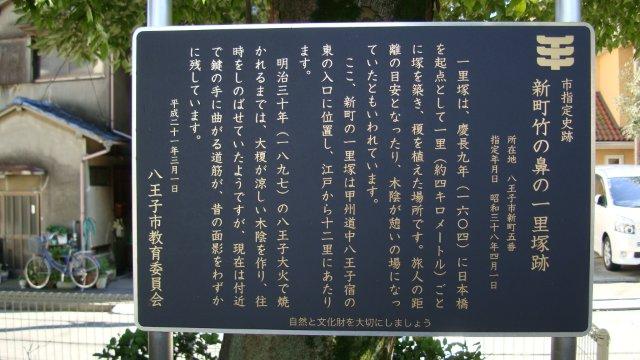 市指定史跡
新町竹の鼻の一里塚跡
所在地 八王子市新町五番
指定年月日 昭和三十八年四月一日
一里塚は、慶長九年（一六〇四）に日本橋
を起点として一里（約四キロメートル）ごと
に塚を築き、榎を植えた場所です。旅人の距
離の目安となったり、木陰が憩いの場になっ
ていたともいわれています。
ここ、新町の一里塚は甲州道中八王子宿の
東の入口に位置し、江戸から十二里にあたり
ます。
明治三十年（一八九七）の八王子大火で焼
かれるまでは、大榎が涼しい木陰を作り、往
時をしのばせていたようですが、現在は付近
で鍵の手に曲がる道筋が、昔の面影をわずか
に残しています。
平成二十一年三月一日
八王子市教育委員会
自然と文化財を大切にしましょう